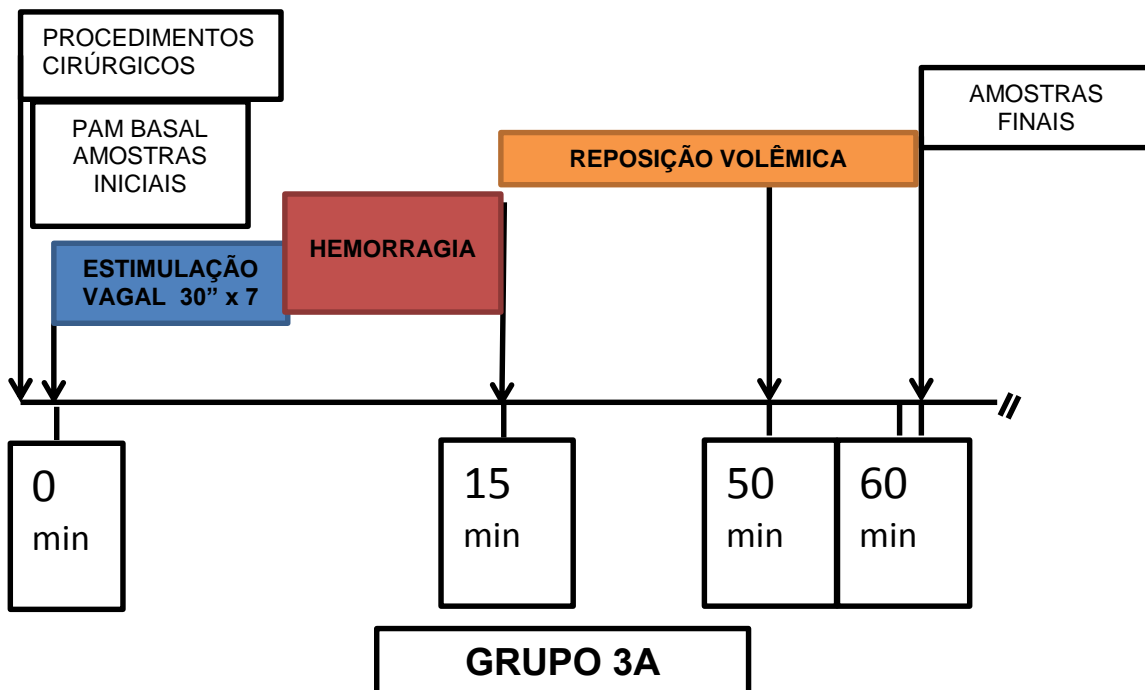 PROCEDIMENTOS
CIRÚRGICOS
PAM BASAL
AMOSTRAS
INICIAIS
AMOSTRAS
FINAIS
REPOSIÇÃO VOLÊMICA
HEMORRAGIA
ESTIMULAÇÃO
VAGAL 30” x 7
0
min
15
min
50
min
60
min
GRUPO 3A